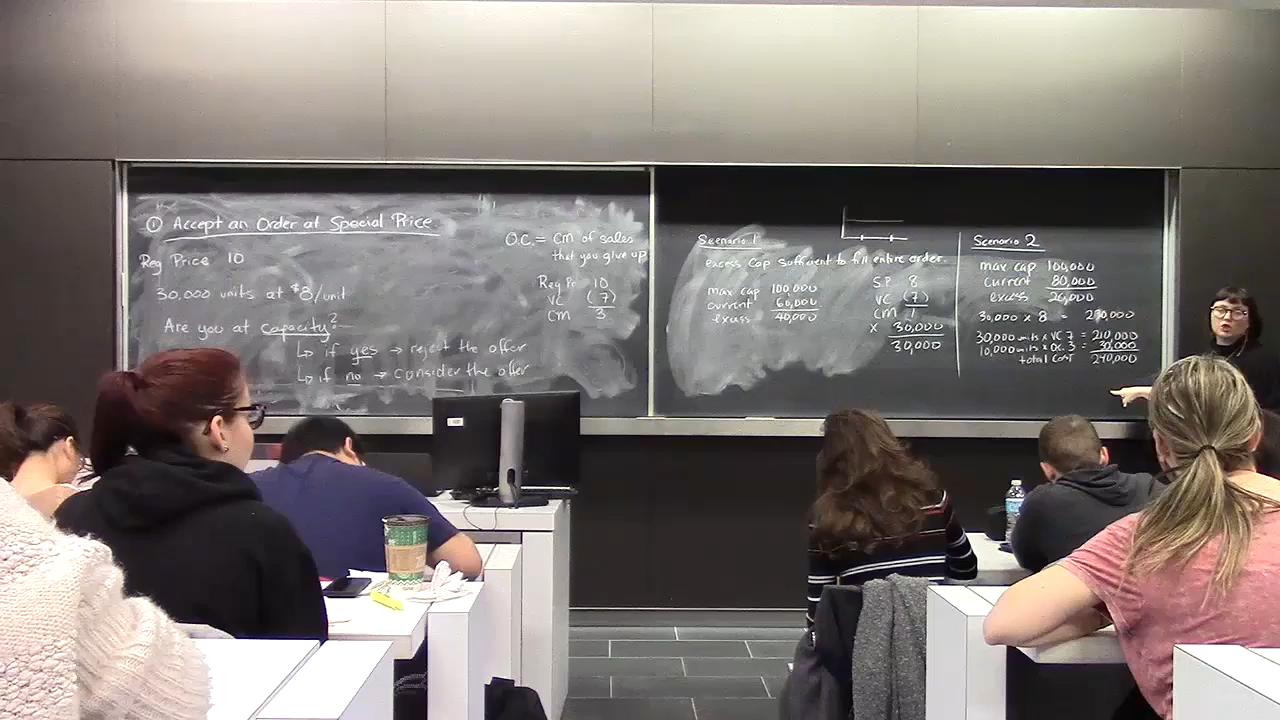 ① Accept an Order at Special Price
Reg Price 10
30,000 units at $8/unit
Are you at capacity?
↳ if yes → reject the offer
↳ if no → consider the offer
O.C. = CM of sales
that you give up
Reg Pr 10
VC (7)
CM 3
Scenario 1
excess cap sufficient to fill entire order.
max cap 100,000
current 60,000
excess 40,000
S.P. 8
VC (7)
CM 1
x 30,000
30,000
Scenario 2
max cap 100,000
current 80,000
excess 20,000
30,000 x 8 =
30,000 units x VC 7 = 210,000
10,000 units x OC 3 = 30,000
total cost 240,000